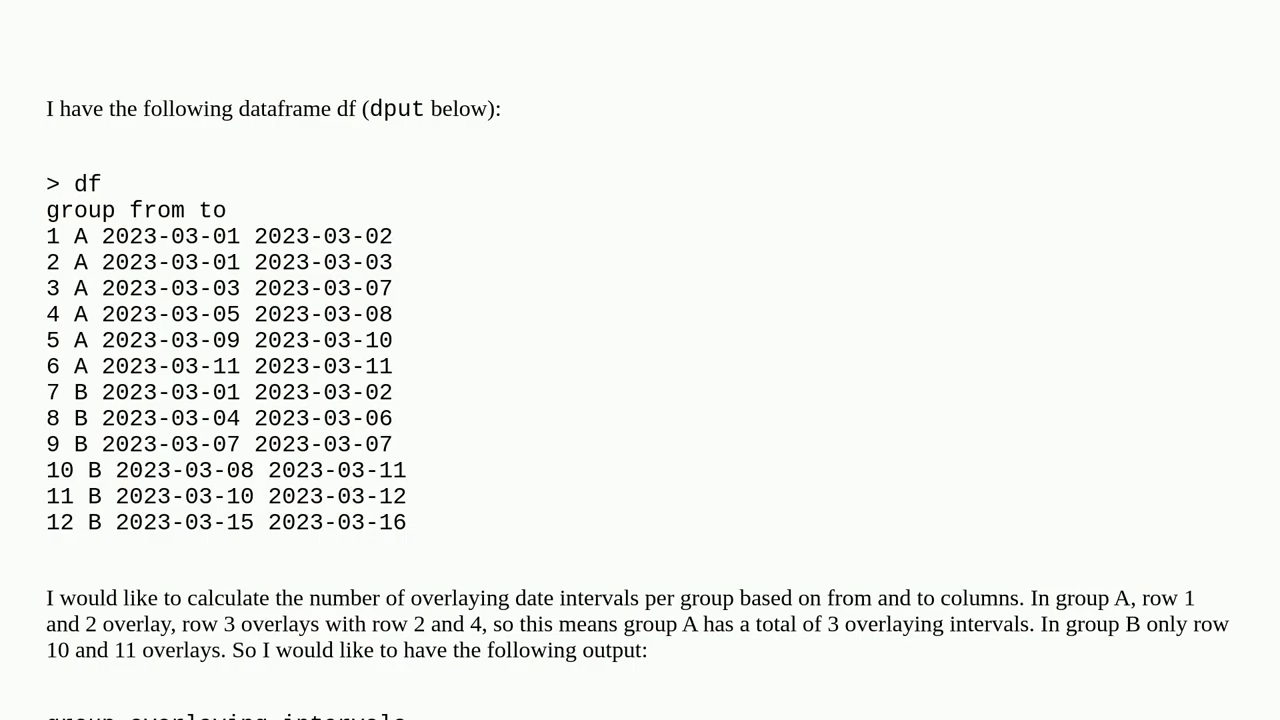 I have the following dataframe df (dput below):
> df
group from to
1 A 2023-03-01 2023-03-02
2 A 2023-03-01 2023-03-03
3 A 2023-03-03 2023-03-07
4 A 2023-03-05 2023-03-08
5 A 2023-03-09 2023-03-10
6 A 2023-03-11 2023-03-11
7 B 2023-03-01 2023-03-02
8 B 2023-03-04 2023-03-06
9 B 2023-03-07 2023-03-07
10 B 2023-03-08 2023-03-11
11 B 2023-03-10 2023-03-12
12 B 2023-03-15 2023-03-16
I would like to calculate the number of overlaying date intervals per group based on from and to columns. In group A, row 1
and 2 overlay, row 3 overlays with row 2 and 4, so this means group A has a total of 3 overlaying intervals. In group B only row
10 and 11 overlays. So I would like to have the following output:
group overlaying_intervals